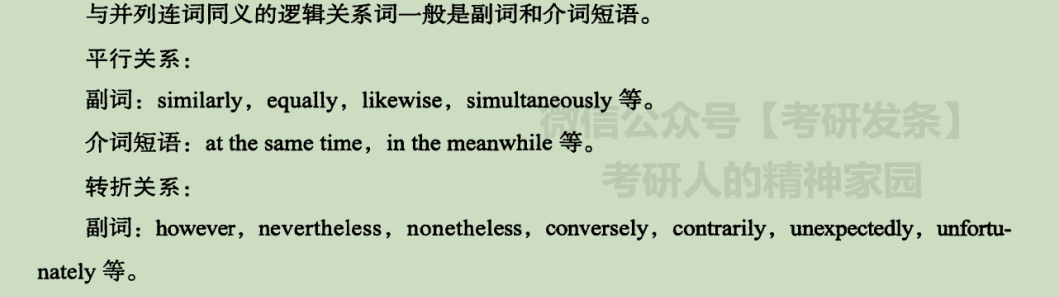 与并列连词同义的逻辑关系词一般是副词和介词短语。
平行关系：
副词：similarly，equally，likewise，simultaneously 等。
微信公众号【考研发条】
介词短语：at the same time，in the meanwhile 等。
考研人的精神家园
转折关系：
副词：however，nevertheless，nonetheless，conversely，contrarily，unexpectedly，unfortu-
nately 等。